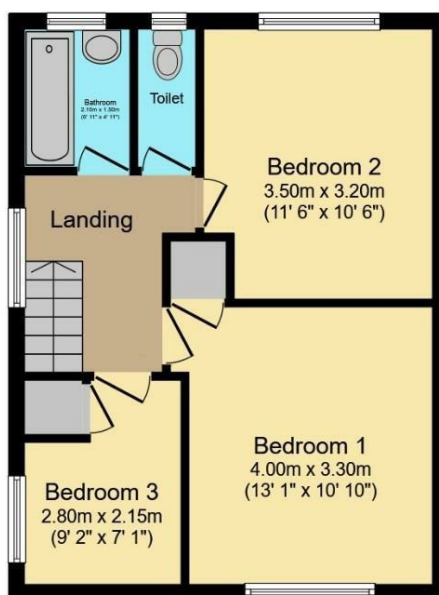 Bathroom
2.10m x 1.50m
(6' 11" x 4' 11")
Toilet
Bedroom 2
3.50m x 3.20m
(11' 6" x 10' 6")
Landing
Bedroom 1
4.00m x 3.30m
(13' 1" x 10' 10")
Bedroom 3
2.80m x 2.15m
(9' 2" x 7' 1")